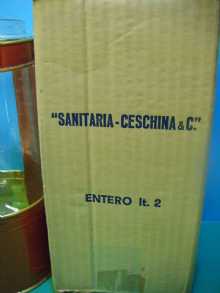 "SANITARIA-CESCHINA & C."
ENTERO lt. 2